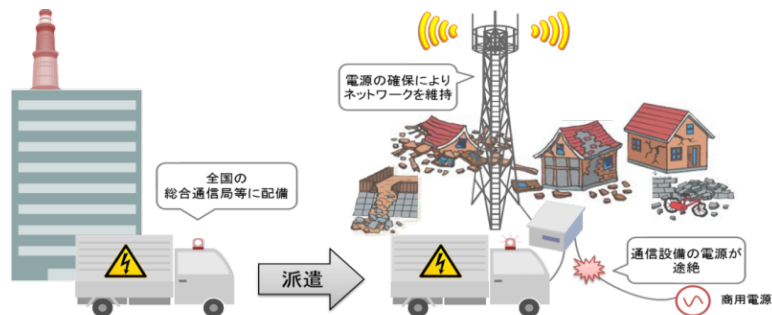 電源の確保により
ネットワークを維持
全国の
総合通信局等に配備
派遣
通信設備の電源が
途絶
商用電源